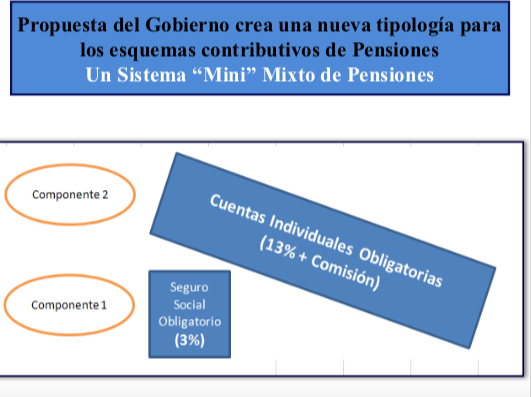 Propuesta del Gobierno crea una nueva tipología para
los esquemas contributivos de Pensiones
Un Sistema “Mini” Mixto de Pensiones
Componente 2
Cuentas Individuales Obligatorias
(13% + Comisión)
Componente 1
Seguro
Social
Obligatorio
(3%)